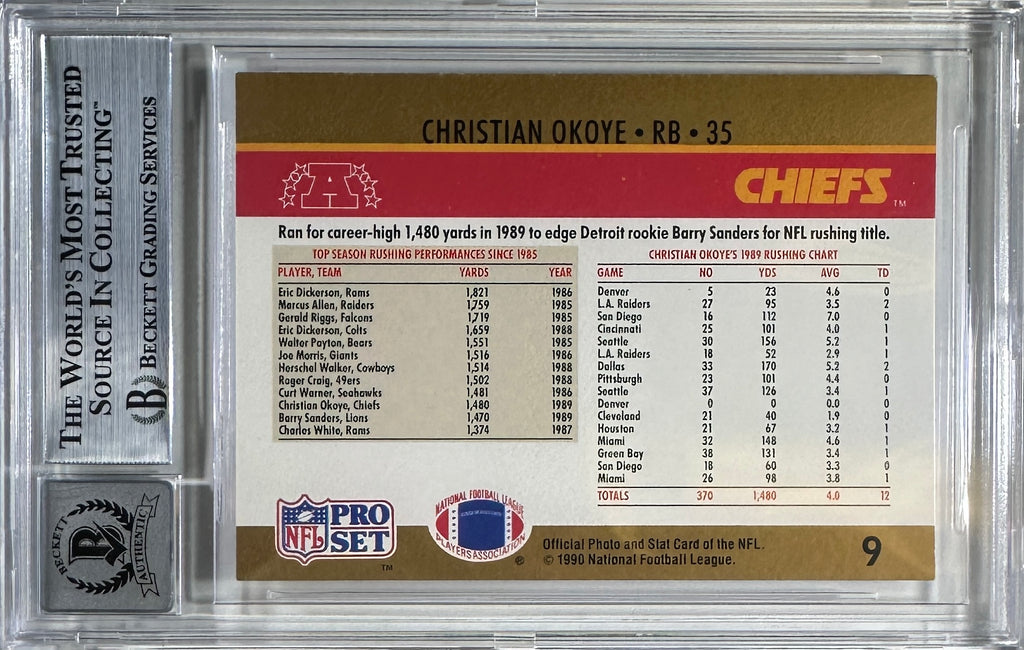 THE WORLD'S MOST TRUSTED
SOURCE IN COLLECTING™
BECKETT GRADING SERVICES
B
BECKETT
AUTHENTIC
CHRISTIAN OKOYE • RB • 35
A
CHIEFS TM
Ran for career-high 1,480 yards in 1989 to edge Detroit rookie Barry Sanders for NFL rushing title.
TOP SEASON RUSHING PERFORMANCES SINCE 1985
PLAYER, TEAM YARDS YEAR
Eric Dickerson, Rams 1,821 1986
Marcus Allen, Raiders 1,759 1985
Gerald Riggs, Falcons 1,719 1985
Eric Dickerson, Colts 1,659 1988
Walter Payton, Bears 1,551 1985
Joe Morris, Giants 1,516 1986
Herschel Walker, Cowboys 1,514 1988
Roger Craig, 49ers 1,502 1988
Curt Warner, Seahawks 1,481 1986
Christian Okoye, Chiefs 1,480 1989
Barry Sanders, Lions 1,470 1989
Charles White, Rams 1,374 1987
CHRISTIAN OKOYE'S 1989 RUSHING CHART
GAME NO YDS AVG TD
Denver 5 23 4.6 0
L.A. Raiders 27 95 3.5 2
San Diego 16 112 7.0 0
Cincinnati 25 101 4.0 1
Seattle 30 156 5.2 1
L.A. Raiders 18 52 2.9 1
Dallas 33 170 5.2 2
Pittsburgh 23 101 4.4 0
Seattle 37 126 3.4 1
Denver 0 0 0.0 0
Cleveland 21 40 1.9 0
Houston 21 67 3.2 1
Miami 32 148 4.6 1
Green Bay 38 131 3.4 1
San Diego 18 60 3.3 0
Miami 26 98 3.8 1
TOTALS 370 1,480 4.0 12
NFL PRO SET TM
NATIONAL FOOTBALL LEAGUE
PLAYERS ASSOCIATION ®
Official Photo and Stat Card of the NFL.
© 1990 National Football League.
9